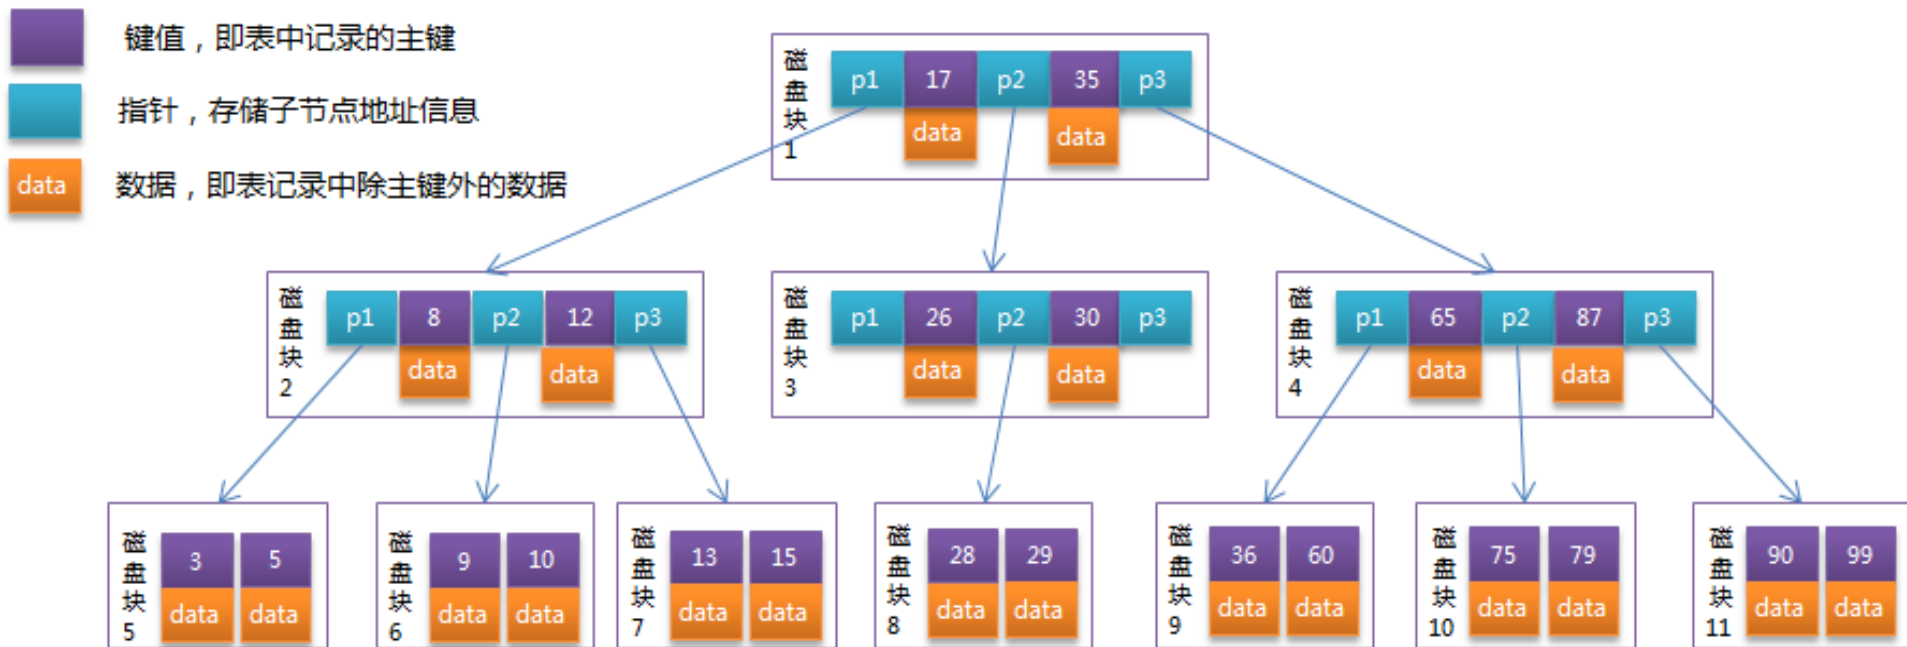 键值，即表中记录的主键
指针，存储子节点地址信息
data 数据，即表记录中除主键外的数据
磁盘块1
p1 17 p2 35 p3
data data
磁盘块2
p1 8 p2 12 p3
data data
磁盘块3
p1 26 p2 30 p3
data data
磁盘块4
p1 65 p2 87 p3
data data
磁盘块5
3 5
data data
磁盘块6
9 10
data data
磁盘块7
13 15
data data
磁盘块8
28 29
data data
磁盘块9
36 60
data data
磁盘块10
75 79
data data
磁盘块11
90 99
data data